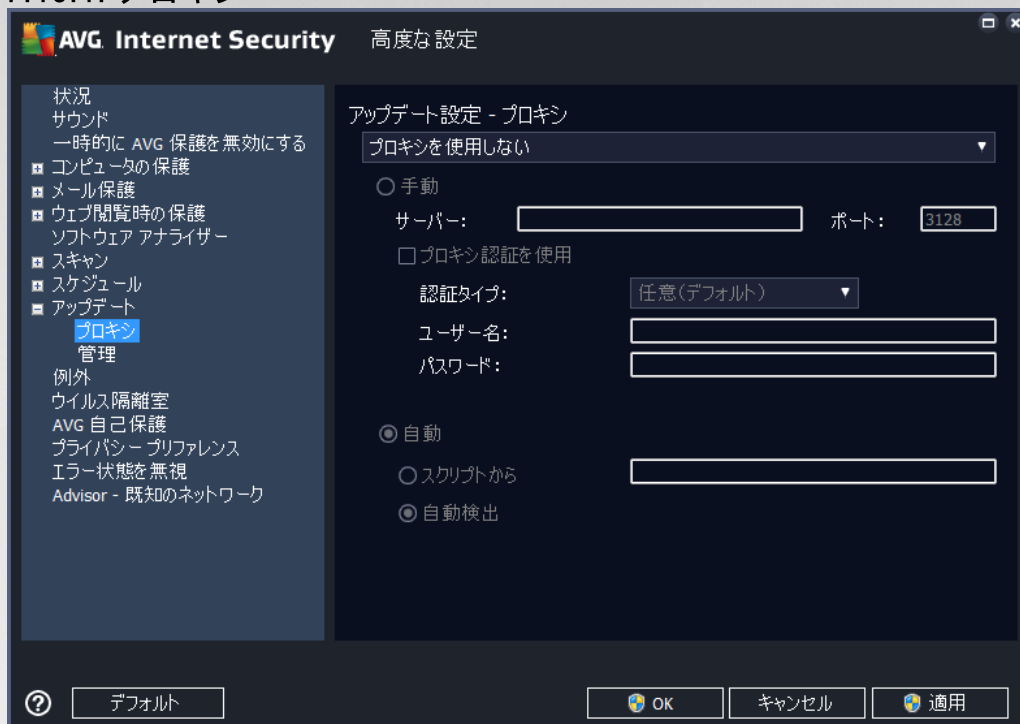 AVG Internet Security 高度な設定
状況
サウンド
一時的に AVG 保護を無効にする
コンピュータの保護
メール保護
ウェブ閲覧時の保護
ソフトウェア アナライザー
スキャン
スケジュール
アップデート
プロキシ
管理
例外
ウイルス隔離室
AVG 自己保護
プライバシー プリファレンス
エラー状態を無視
Advisor - 既知のネットワーク
アップデート設定 - プロキシ
プロキシを使用しない
手動
サーバー: ポート: 3128
プロキシ認証を使用
認証タイプ: 任意(デフォルト)
ユーザー名:
パスワード:
自動
スクリプトから
自動検出
デフォルト OK キャンセル 適用